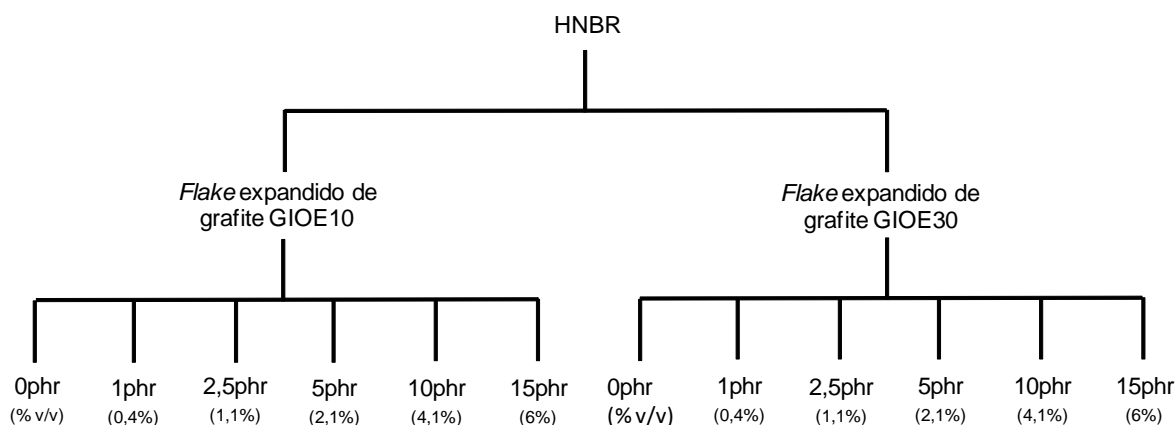 HNBR
Flake expandido de
grafite GIOE10
Flake expandido de
grafite GIOE30
0phr 1phr 2,5phr 5phr 10phr 15phr 0phr 1phr 2,5phr 5phr 10phr 15phr
(% v/v) (0,4%) (1,1%) (2,1%) (4,1%) (6%) (% v/v) (0,4%) (1,1%) (2,1%) (4,1%) (6%)